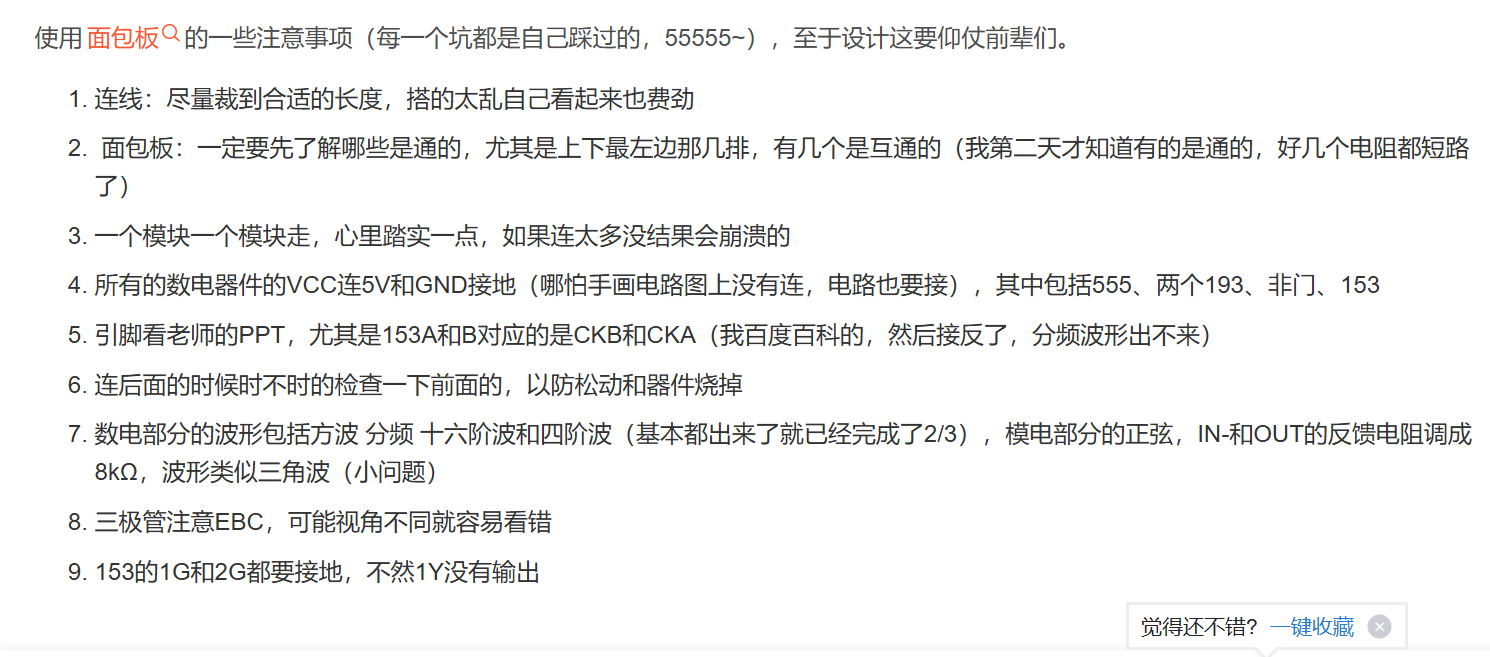 使用面包板的一些注意事项（每一个坑都是自己踩过的，55555~），至于设计这要仰仗前辈们。
1. 连线：尽量裁到合适的长度，搭的太乱自己看起来也费劲
2. 面包板：一定要先了解哪些是通的，尤其是上下最左边那几排，有几个是互通的（我第二天才知道有的是通的，好几个电阻都短路
了）
3. 一个模块一个模块走，心里踏实一点，如果连太多没结果会崩溃的
4. 所有的数电器件的VCC连5V和GND接地（哪怕手画电路图上没有连，电路也要接），其中包括555、两个193、非门、153
5. 引脚看老师的PPT，尤其是153A和B对应的是CKB和CKA（我百度百科的，然后接反了，分频波形出不来）
6. 连后面的时候时不时的检查一下前面的，以防松动和器件烧掉
7. 数电部分的波形包括方波 分频 十六阶波和四阶波（基本都出来了就已经完成了2/3），模电部分的正弦，IN-和OUT的反馈电阻调成
8kΩ，波形类似三角波（小问题）
8. 三极管注意EBC，可能视角不同就容易看错
9. 153的1G和2G都要接地，不然1Y没有输出
觉得还不错? 一键收藏